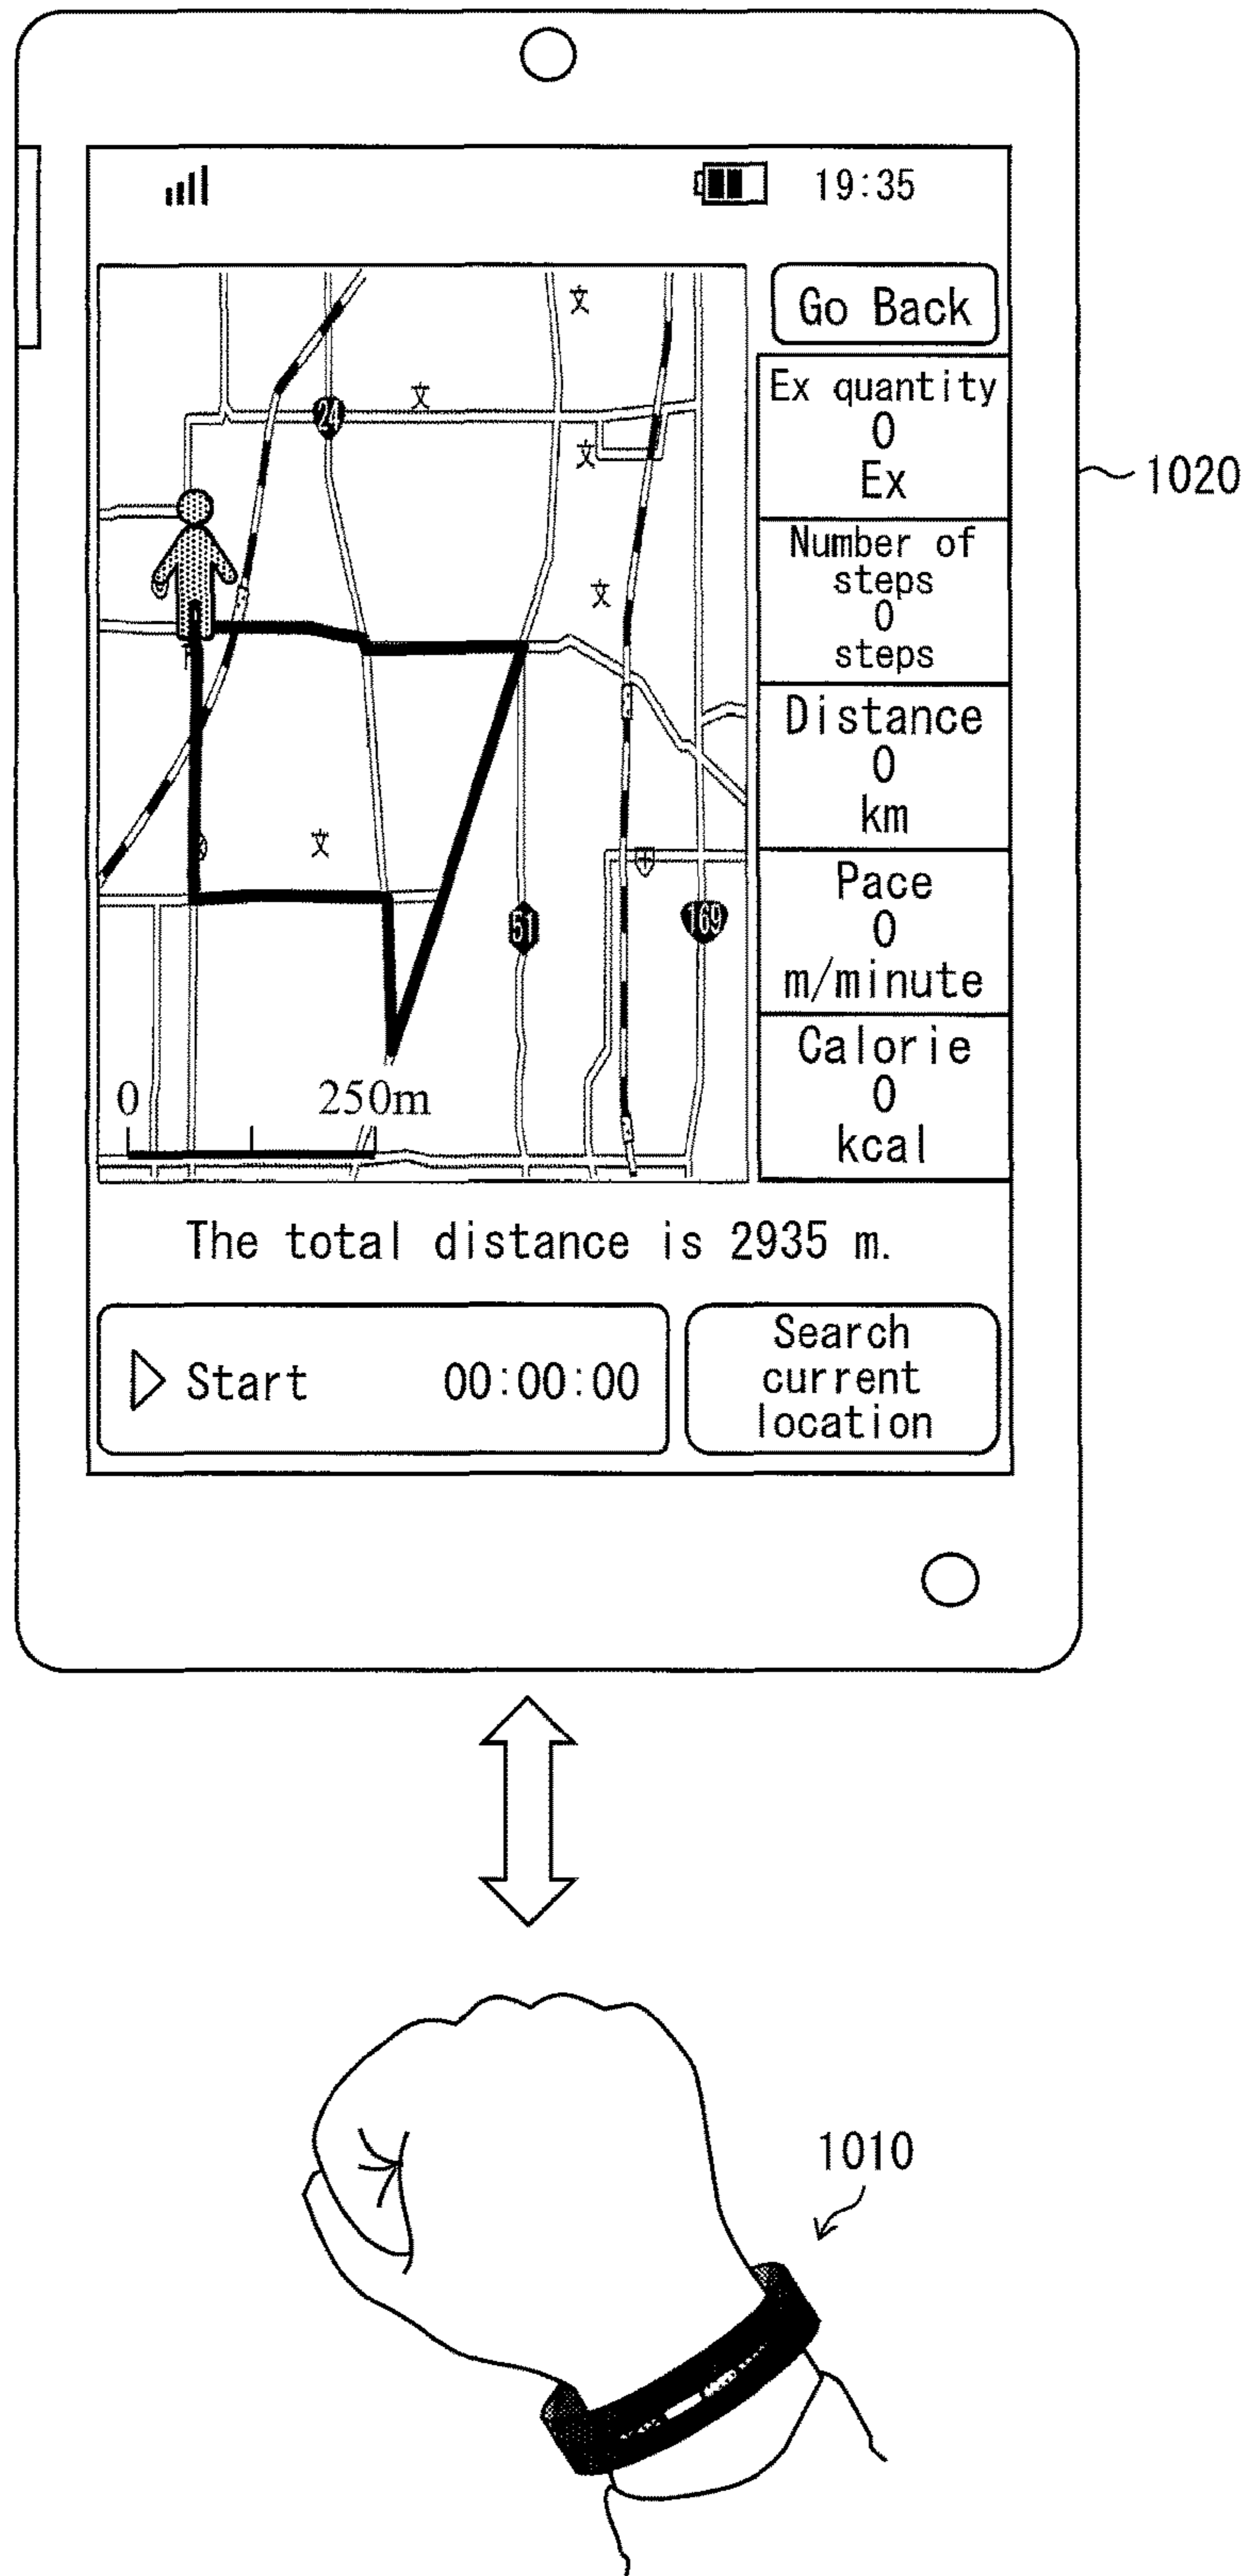 19:35
Go Back
文
Ex quantity
0
Ex
文
24
文
1020
Number of
steps
0
steps
文
Distance
0
km
文
Pace
0
m/minute
51
169
Calorie
0
kcal
0 250m
The total distance is 2935 m.
Start 00:00:00
Search
current
location
1010